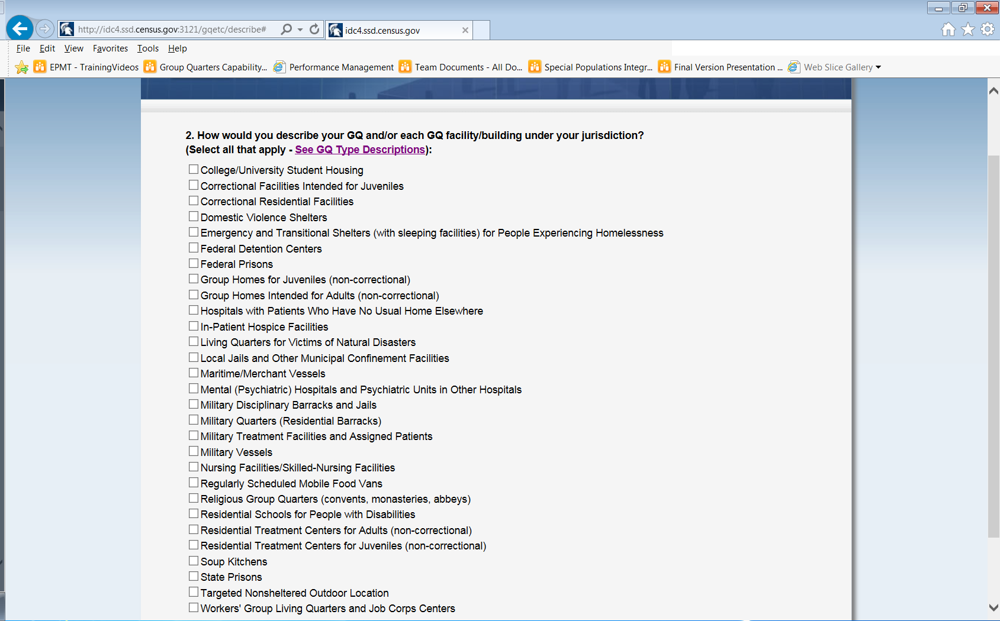 http://idc4.ssd.census.gov:3121/gqetc/describe#
idc4.ssd.census.gov
File Edit View Favorites Tools Help
EPMT - TrainingVideos Group Quarters Capability... Performance Management Team Documents - All Do... Special Populations Integr... Final Version Presentation ... Web Slice Gallery
2. How would you describe your GQ and/or each GQ facility/building under your jurisdiction?
(Select all that apply - See GQ Type Descriptions):
College/University Student Housing
Correctional Facilities Intended for Juveniles
Correctional Residential Facilities
Domestic Violence Shelters
Emergency and Transitional Shelters (with sleeping facilities) for People Experiencing Homelessness
Federal Detention Centers
Federal Prisons
Group Homes for Juveniles (non-correctional)
Group Homes Intended for Adults (non-correctional)
Hospitals with Patients Who Have No Usual Home Elsewhere
In-Patient Hospice Facilities
Living Quarters for Victims of Natural Disasters
Local Jails and Other Municipal Confinement Facilities
Maritime/Merchant Vessels
Mental (Psychiatric) Hospitals and Psychiatric Units in Other Hospitals
Military Disciplinary Barracks and Jails
Military Quarters (Residential Barracks)
Military Treatment Facilities and Assigned Patients
Military Vessels
Nursing Facilities/Skilled-Nursing Facilities
Regularly Scheduled Mobile Food Vans
Religious Group Quarters (convents, monasteries, abbeys)
Residential Schools for People with Disabilities
Residential Treatment Centers for Adults (non-correctional)
Residential Treatment Centers for Juveniles (non-correctional)
Soup Kitchens
State Prisons
Targeted Nonsheltered Outdoor Location
Workers' Group Living Quarters and Job Corps Centers